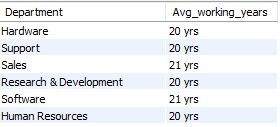 Department Avg_working_years
Hardware 20 yrs
Support 20 yrs
Sales 21 yrs
Research & Development 20 yrs
Software 21 yrs
Human Resources 20 yrs